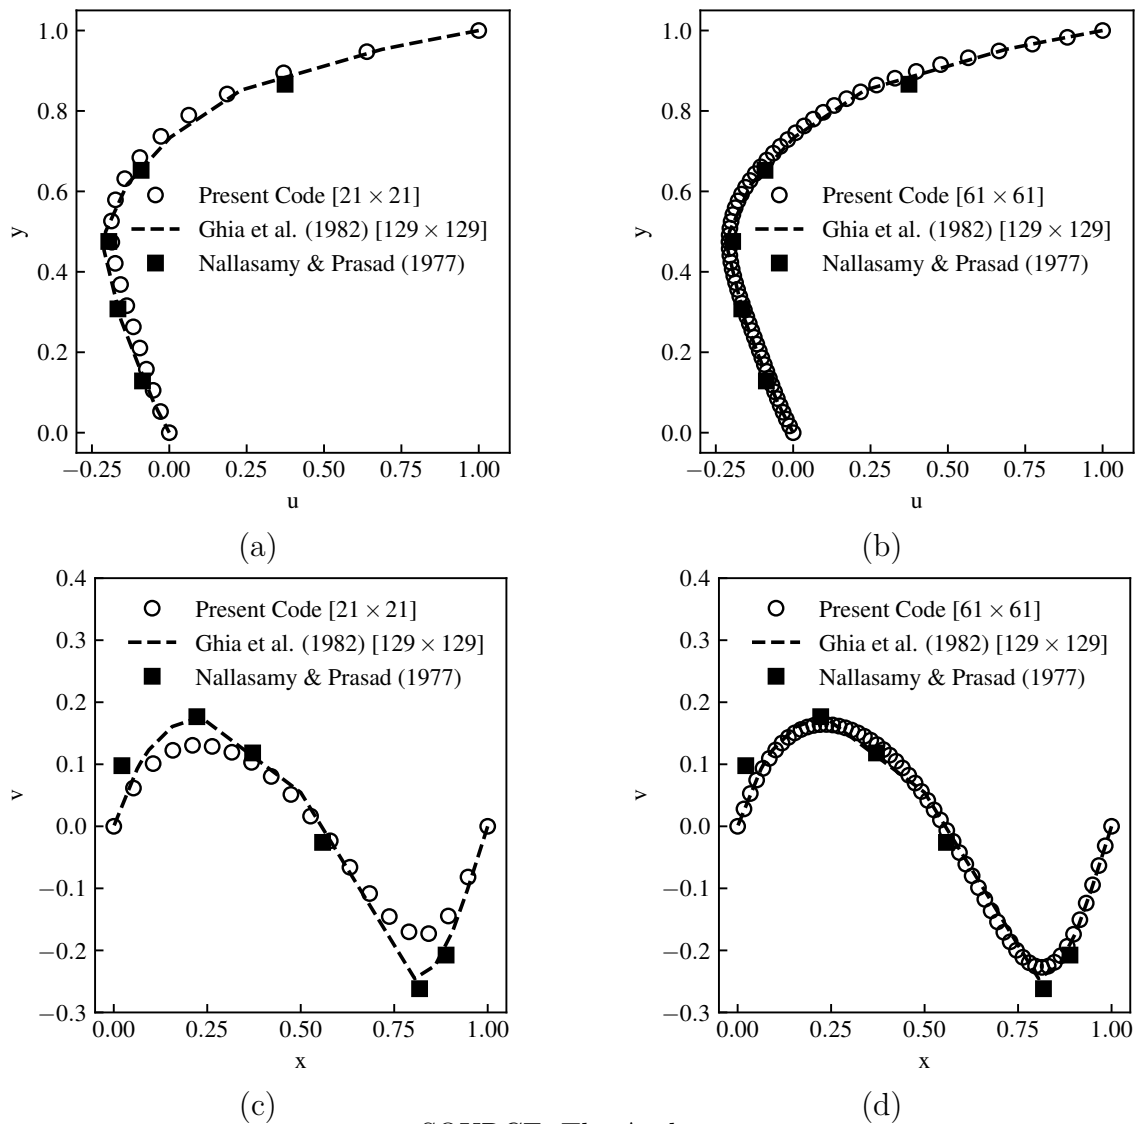 1.0
0.8
0.6
0.4
0.2
0.0
y
Present Code [21 × 21]
Ghia et al. (1982) [129 × 129]
Nallasamy & Prasad (1977)
−0.25 0.00 0.25 0.50 0.75 1.00
u
(a)
1.0
0.8
0.6
0.4
0.2
0.0
y
Present Code [61 × 61]
Ghia et al. (1982) [129 × 129]
Nallasamy & Prasad (1977)
−0.25 0.00 0.25 0.50 0.75 1.00
u
(b)
0.4
0.3
0.2
0.1
0.0
−0.1
−0.2
−0.3
v
Present Code [21 × 21]
Ghia et al. (1982) [129 × 129]
Nallasamy & Prasad (1977)
0.00 0.25 0.50 0.75 1.00
x
(c)
0.4
0.3
0.2
0.1
0.0
−0.1
−0.2
−0.3
v
Present Code [61 × 61]
Ghia et al. (1982) [129 × 129]
Nallasamy & Prasad (1977)
0.00 0.25 0.50 0.75 1.00
x
(d)